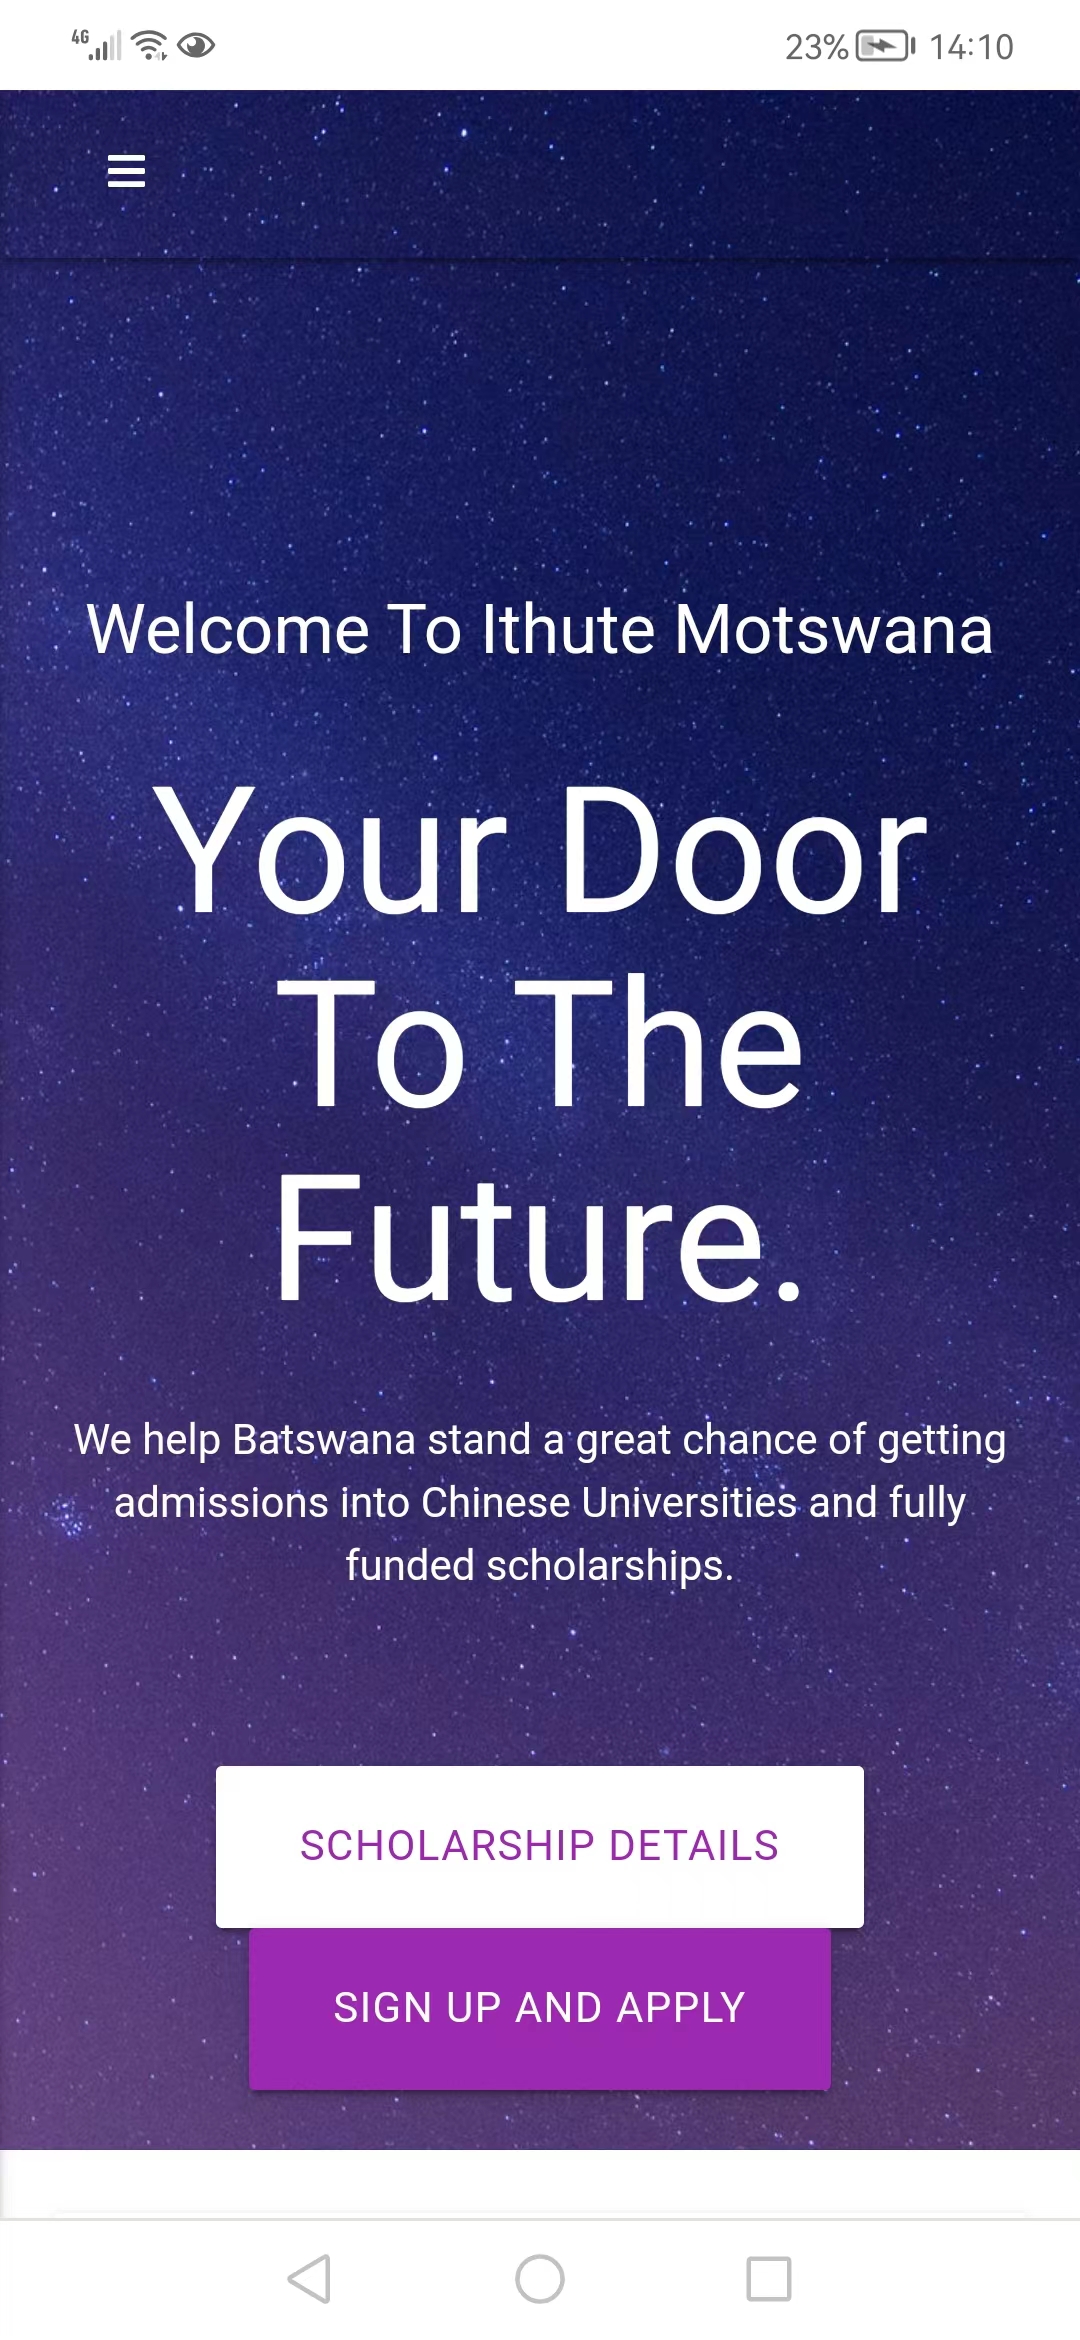 4G 23% 14:10
Welcome To Ithute Motswana
Your Door
To The
Future.
We help Batswana stand a great chance of getting
admissions into Chinese Universities and fully
funded scholarships.
SCHOLARSHIP DETAILS
SIGN UP AND APPLY